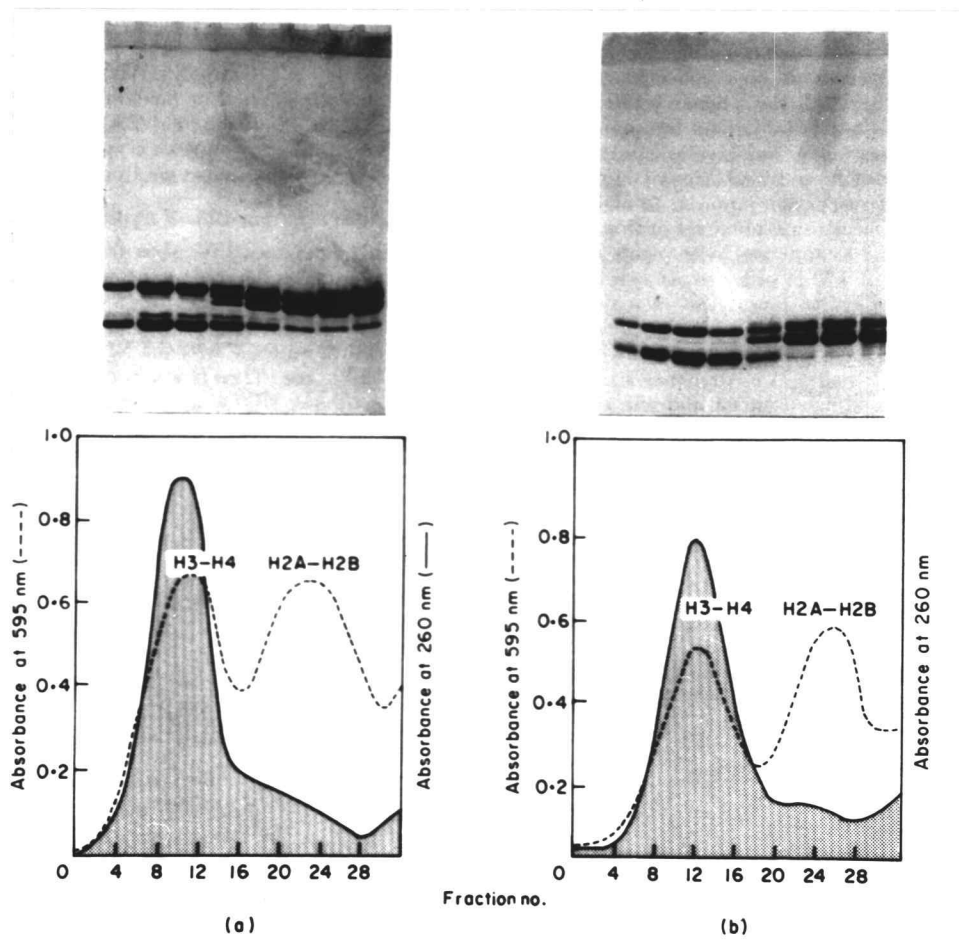 1·0
0·8
0·6
0·4
0·2
0 4 8 12 16 20 24 28
H3–H4 H2A–H2B
Absorbance at 595 nm (----)
Absorbance at 260 nm (——)
(a)
1·0
0·8
0·6
0·4
0·2
0 4 8 12 16 20 24 28
H3–H4 H2A–H2B
Absorbance at 595 nm (----)
Absorbance at 260 nm
(b)
Fraction no.